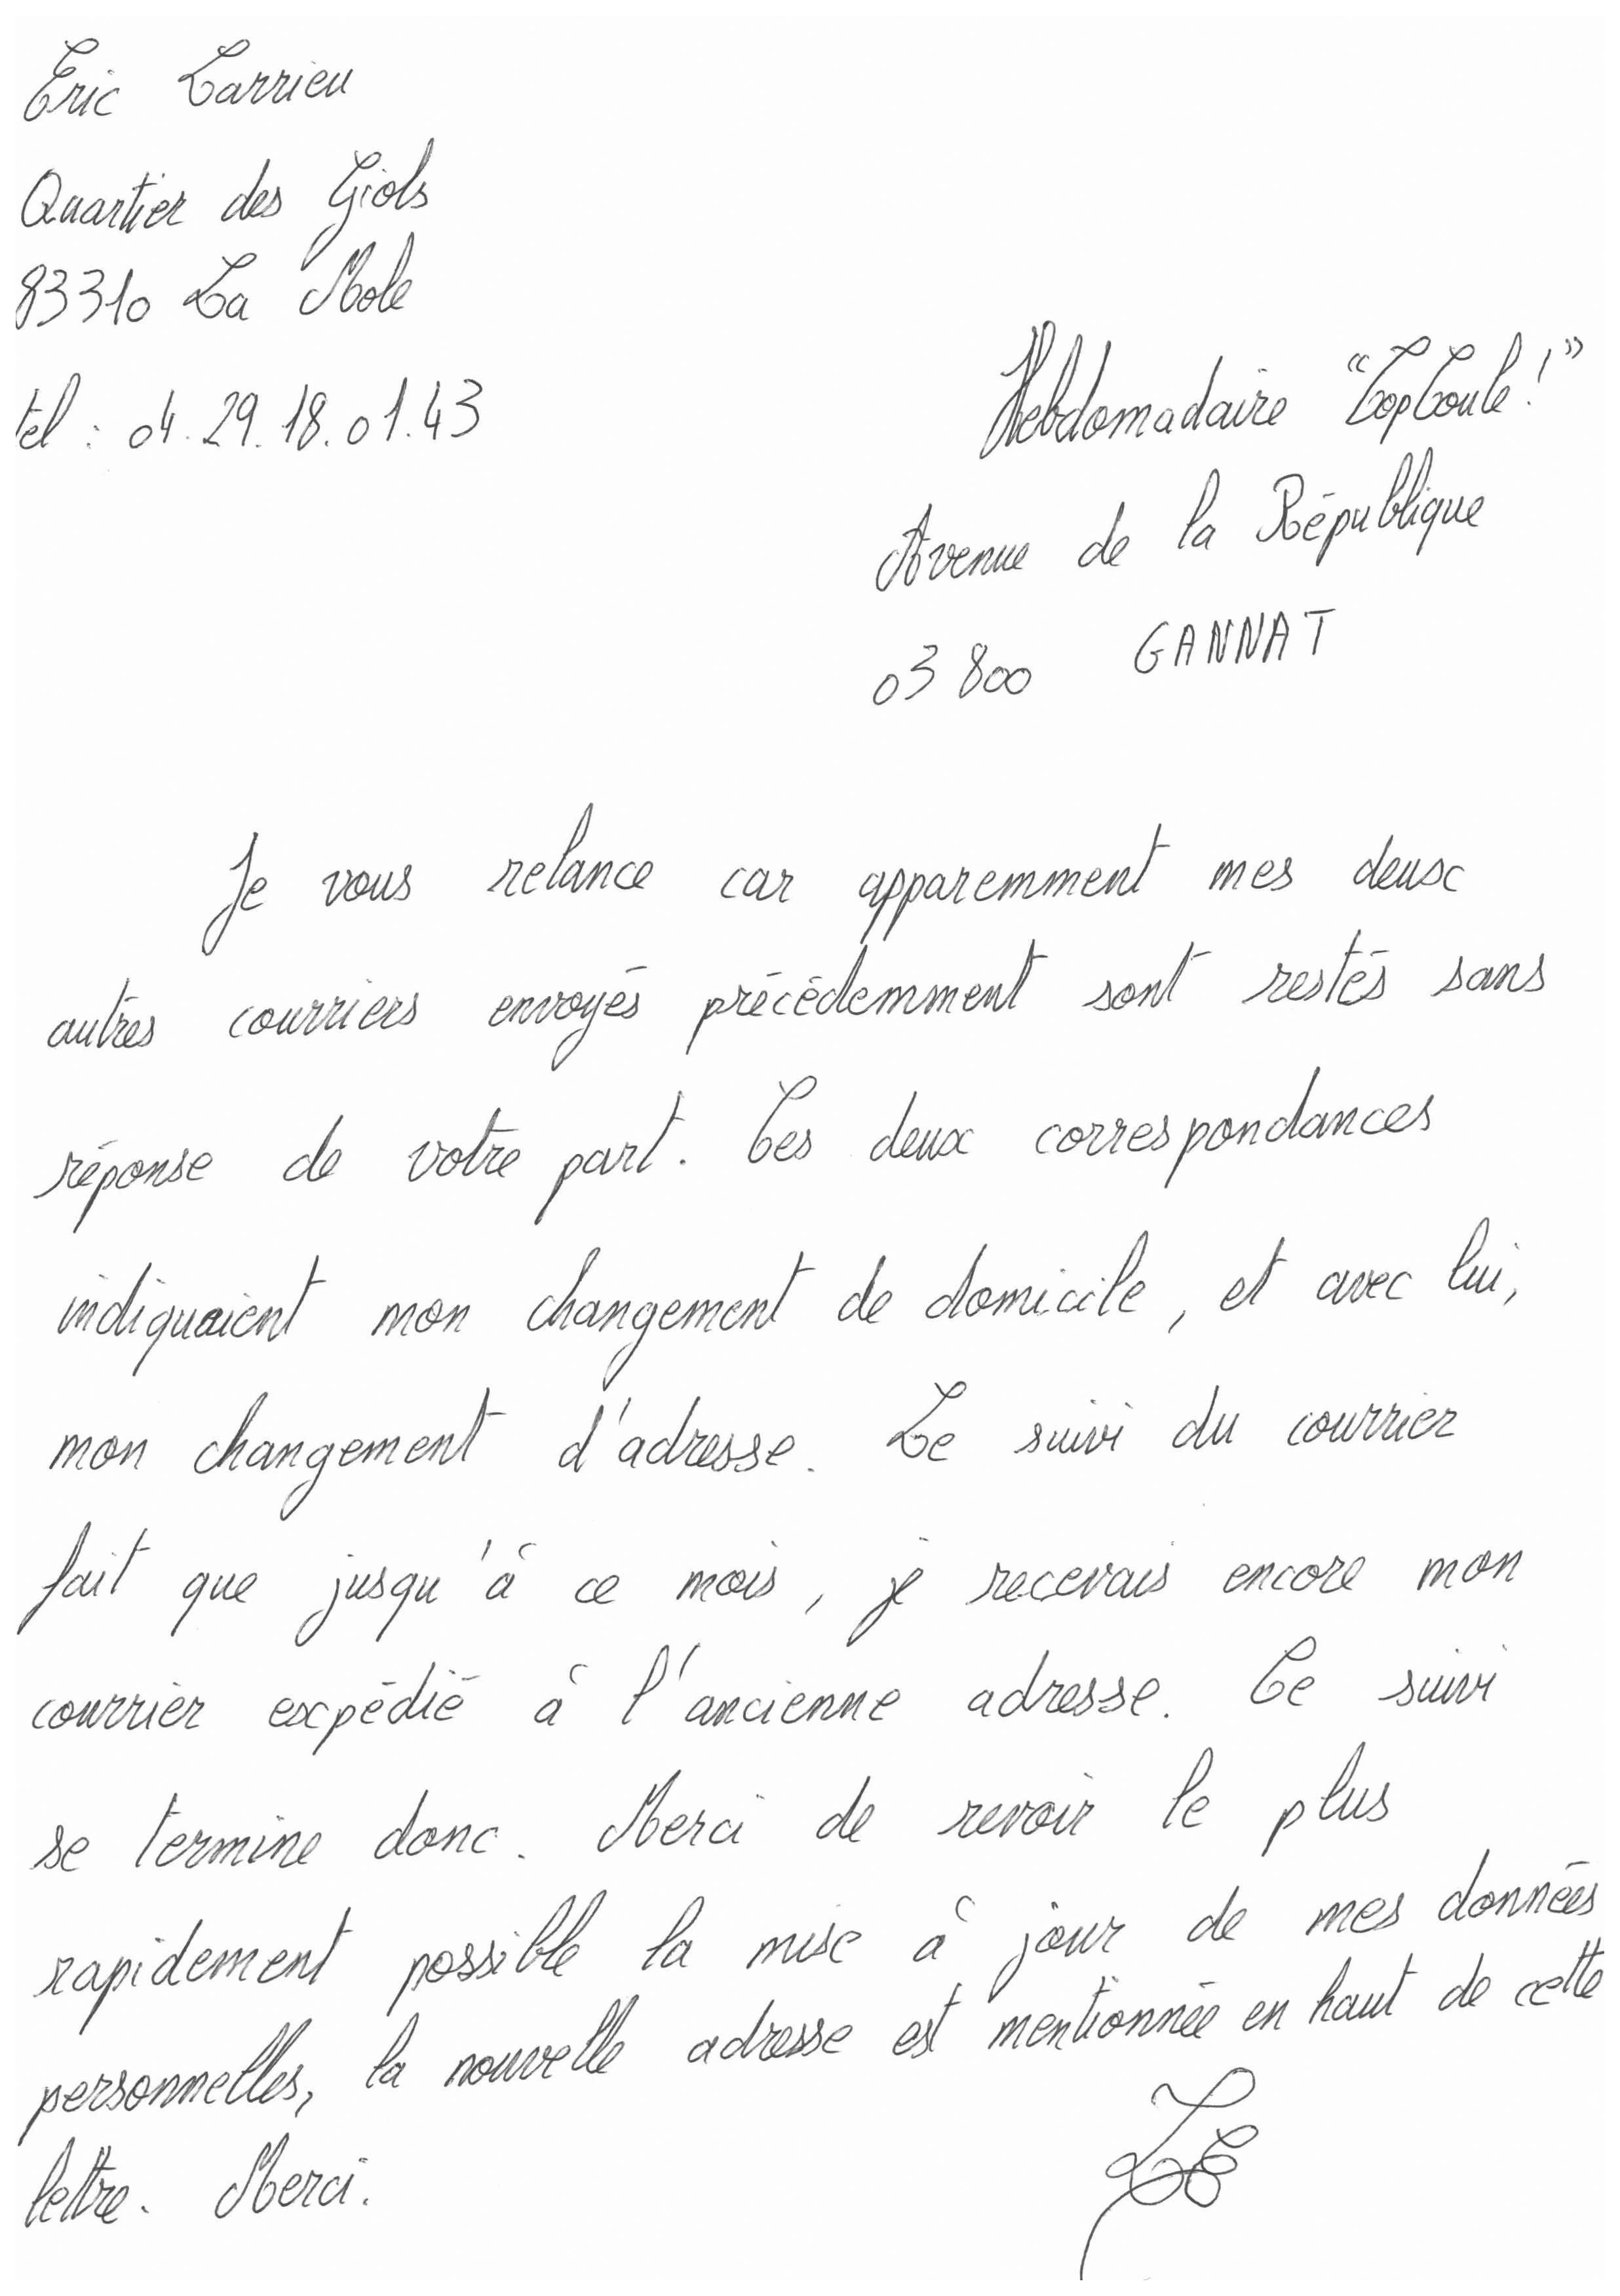 Eric Larrieu
Quartier des Giols
83310 La Mole
tel : 04.29.18.01.43
Hebdomadaire "TopCoule!"
Avenue de la République
03 800 GANNAT
Je vous relance car apparemment mes deux
autres courriers envoyés précédemment sont restés sans
réponse de votre part. Ces deux correspondances
indiquaient mon changement de domicile, et avec lui,
mon changement d'adresse. Le suivi du courrier
fait que jusqu'à ce mois, je recevais encore mon
courrier expédié à l'ancienne adresse. Ce suivi
se termine donc. Merci de revoir le plus
rapidement possible la mise à jour de mes données
personnelles, la nouvelle adresse est mentionnée en haut de cette
lettre. Merci.